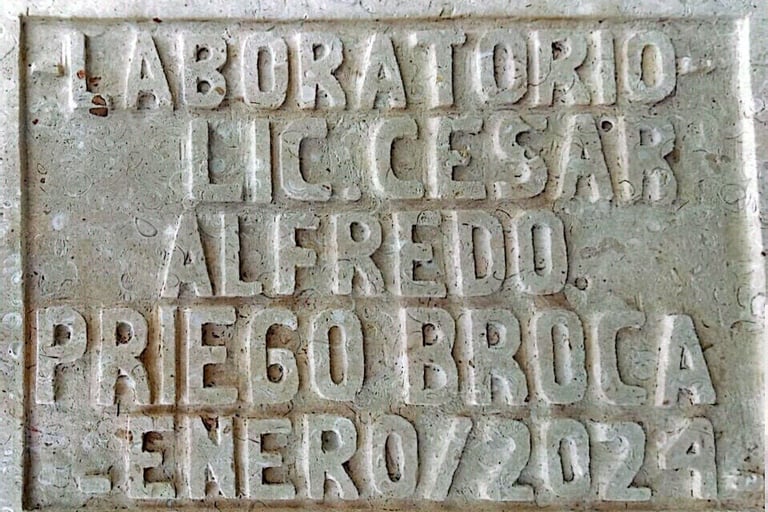 -LABORATORIO-
LIC. CESAR
ALFREDO.
PRIEGO BROCA
-ENERO/2024